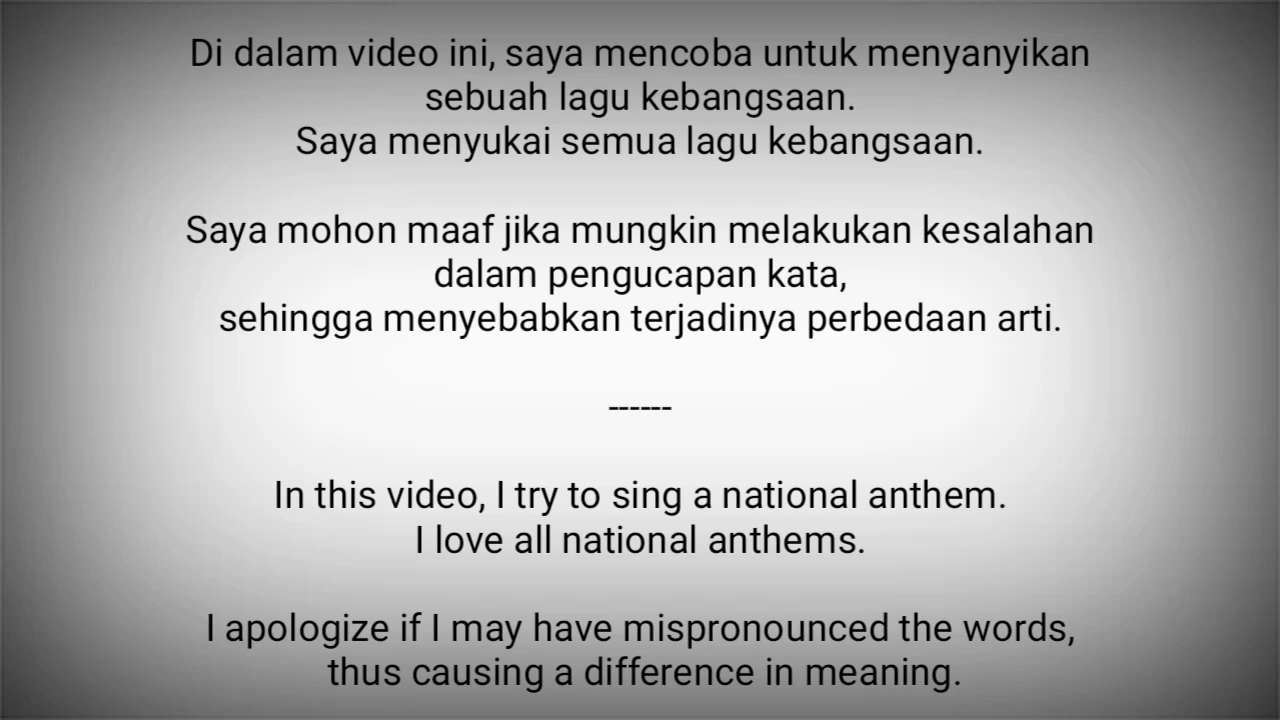 Di dalam video ini, saya mencoba untuk menyanyikan
sebuah lagu kebangsaan.
Saya menyukai semua lagu kebangsaan.
Saya mohon maaf jika mungkin melakukan kesalahan
dalam pengucapan kata,
sehingga menyebabkan terjadinya perbedaan arti.
------
In this video, I try to sing a national anthem.
I love all national anthems.
I apologize if I may have mispronounced the words,
thus causing a difference in meaning.